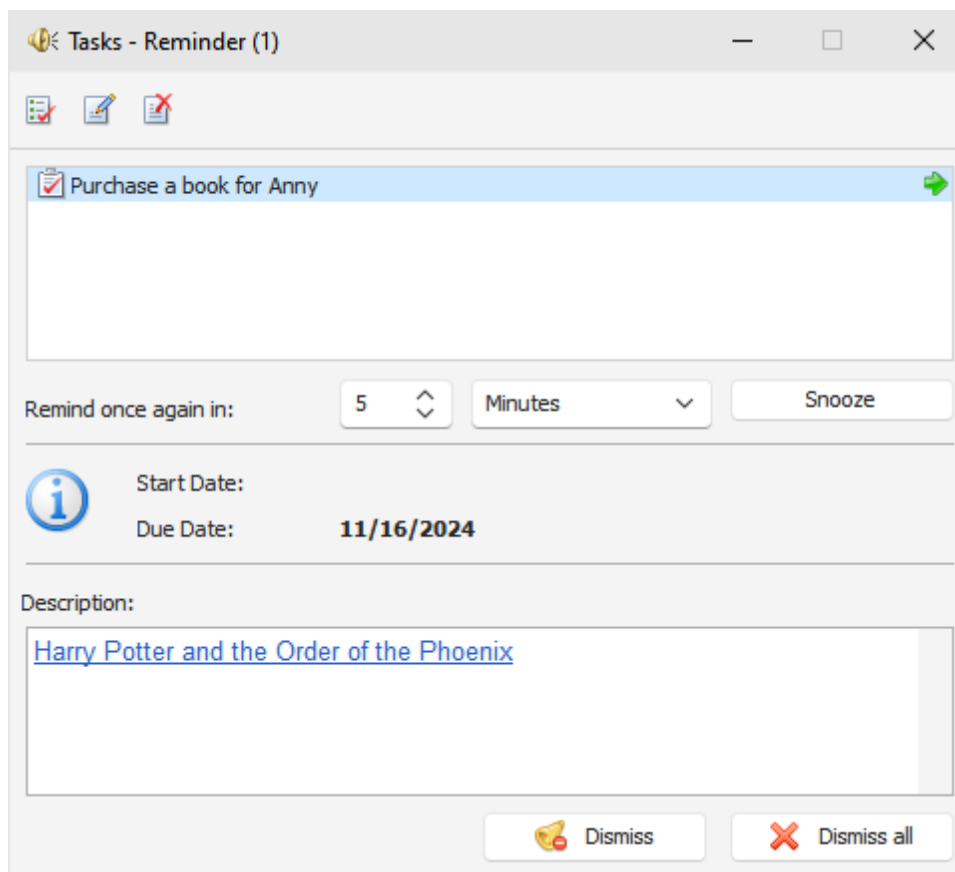 Tasks - Reminder (1)
Purchase a book for Anny
Remind once again in: 5 Minutes Snooze
Start Date:
Due Date: 11/16/2024
Description:
Harry Potter and the Order of the Phoenix
Dismiss Dismiss all